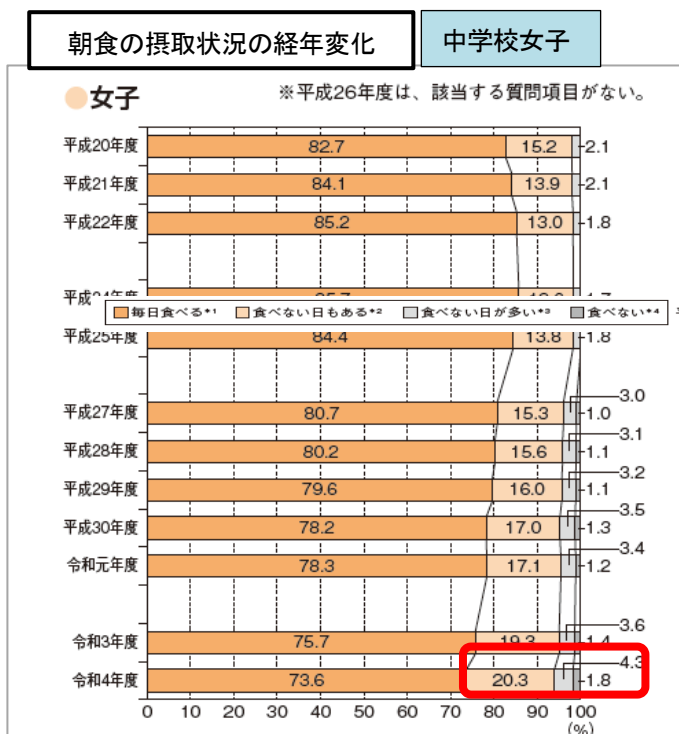 朝食の摂取状況の経年変化 中学校女子
●女子 ※平成26年度は、該当する質問項目がない。
平成20年度 82.7 15.2 2.1
平成21年度 84.1 13.9 2.1
平成22年度 85.2 13.0 1.8
■毎日食べる*1 □食べない日もある*2 □食べない日が多い*3 ■食べない*4
平成25年度 84.4 13.8 1.8
平成27年度 80.7 15.3 3.0 1.0
平成28年度 80.2 15.6 3.1 1.1
平成29年度 79.6 16.0 3.2 1.1
平成30年度 78.2 17.0 3.5 1.3
令和元年度 78.3 17.1 3.4 1.2
令和3年度 75.7 19.3 3.6 1.4
令和4年度 73.6 20.3 4.3 1.8
0 10 20 30 40 50 60 70 80 90 100
(%)